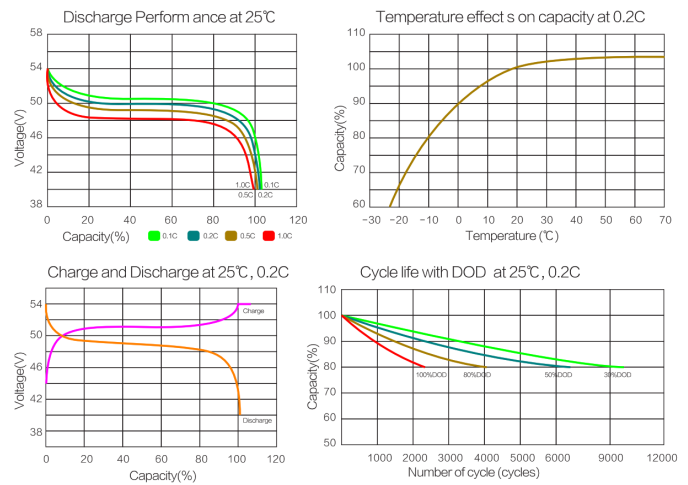 Discharge Perform ance at 25℃
58
54
50
46
42
38
Voltage(V)
1.0C 0.1C
0.5C 0.2C
0 20 40 60 80 100 120
Capacity(%)
0.1C 0.2C 0.5C 1.0C
Temperature effect s on capacity at 0.2C
110
100
90
80
70
60
Capacity(%)
-30 -20 -10 0 10 20 30 40 50 60 70
Temperature (℃)
Charge and Discharge at 25℃, 0.2C
54
50
46
42
38
Voltage(V)
Charge
Discharge
0 20 40 60 80 100 120
Capacity(%)
Cycle life with DOD at 25℃, 0.2C
110
100
90
80
70
60
50
Capacity(%)
100%DOD 80%DOD 50%DOD 30%DOD
1000 2000 3000 4000 5000 6000 9000 12000
Number of cycle (cycles)